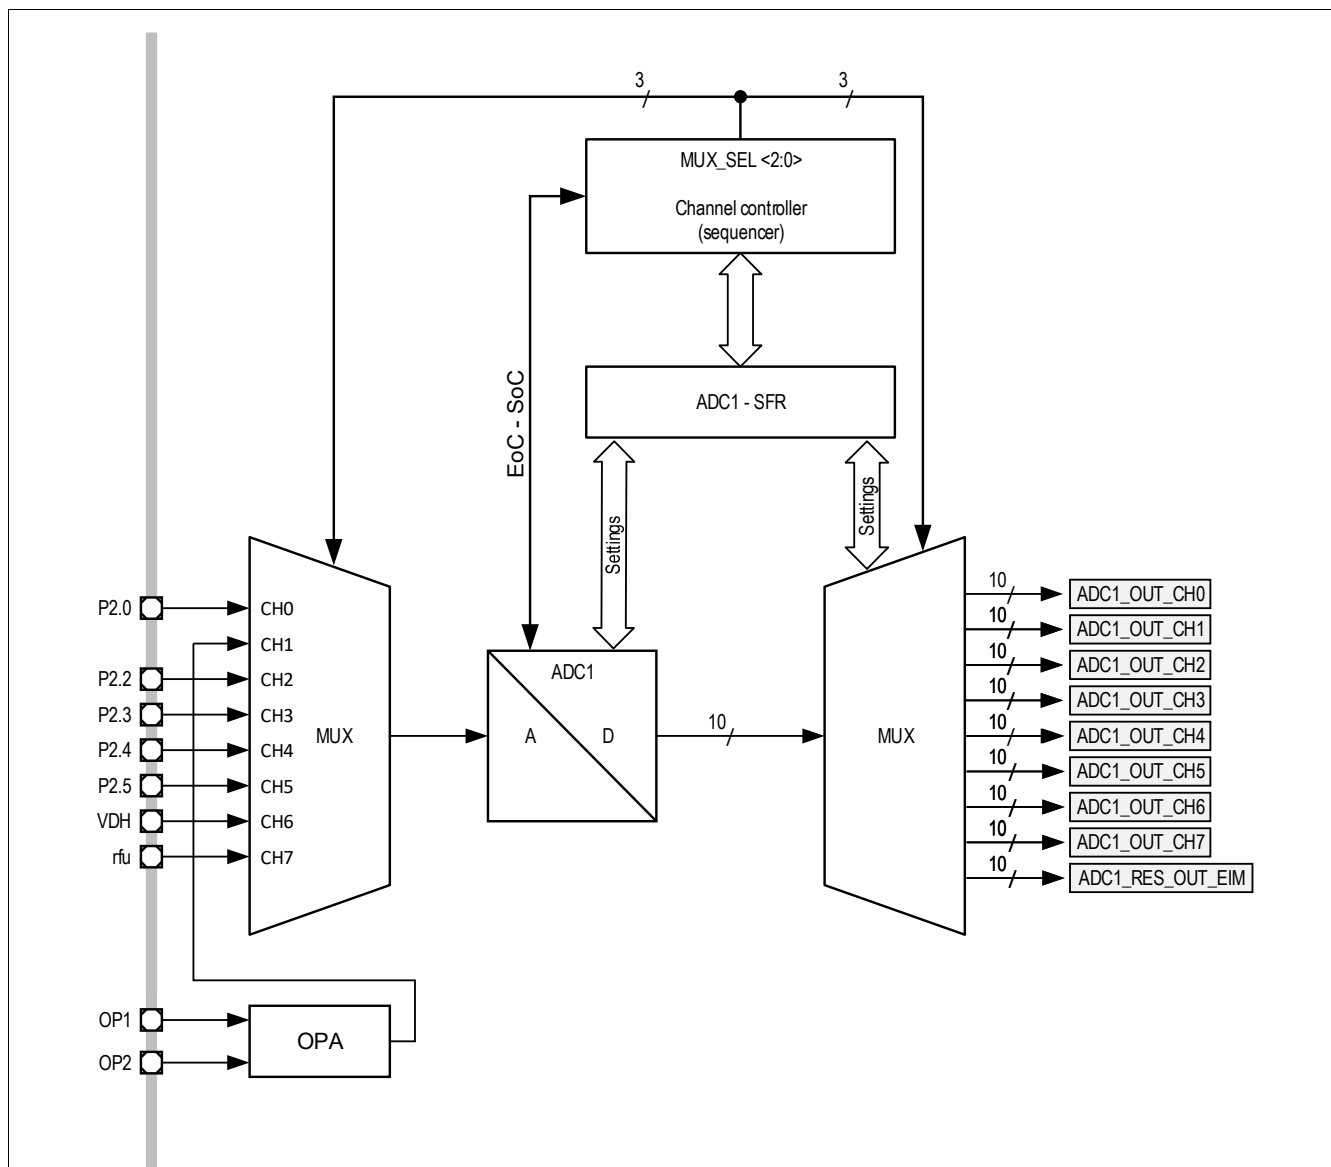 3
3
MUX_SEL <2:0>
Channel controller
(sequencer)
EoC - SoC
ADC1 - SFR
Settings
Settings
P2.0
P2.2
P2.3
P2.4
P2.5
VDH
rfu
CH0
CH1
CH2
CH3
CH4
CH5
CH6
CH7
MUX
ADC1
A
D
10
MUX
10
ADC1_OUT_CH0
10
ADC1_OUT_CH1
10
ADC1_OUT_CH2
10
ADC1_OUT_CH3
10
ADC1_OUT_CH4
10
ADC1_OUT_CH5
10
ADC1_OUT_CH6
10
ADC1_OUT_CH7
10
ADC1_RES_OUT_EIM
OP1
OP2
OPA